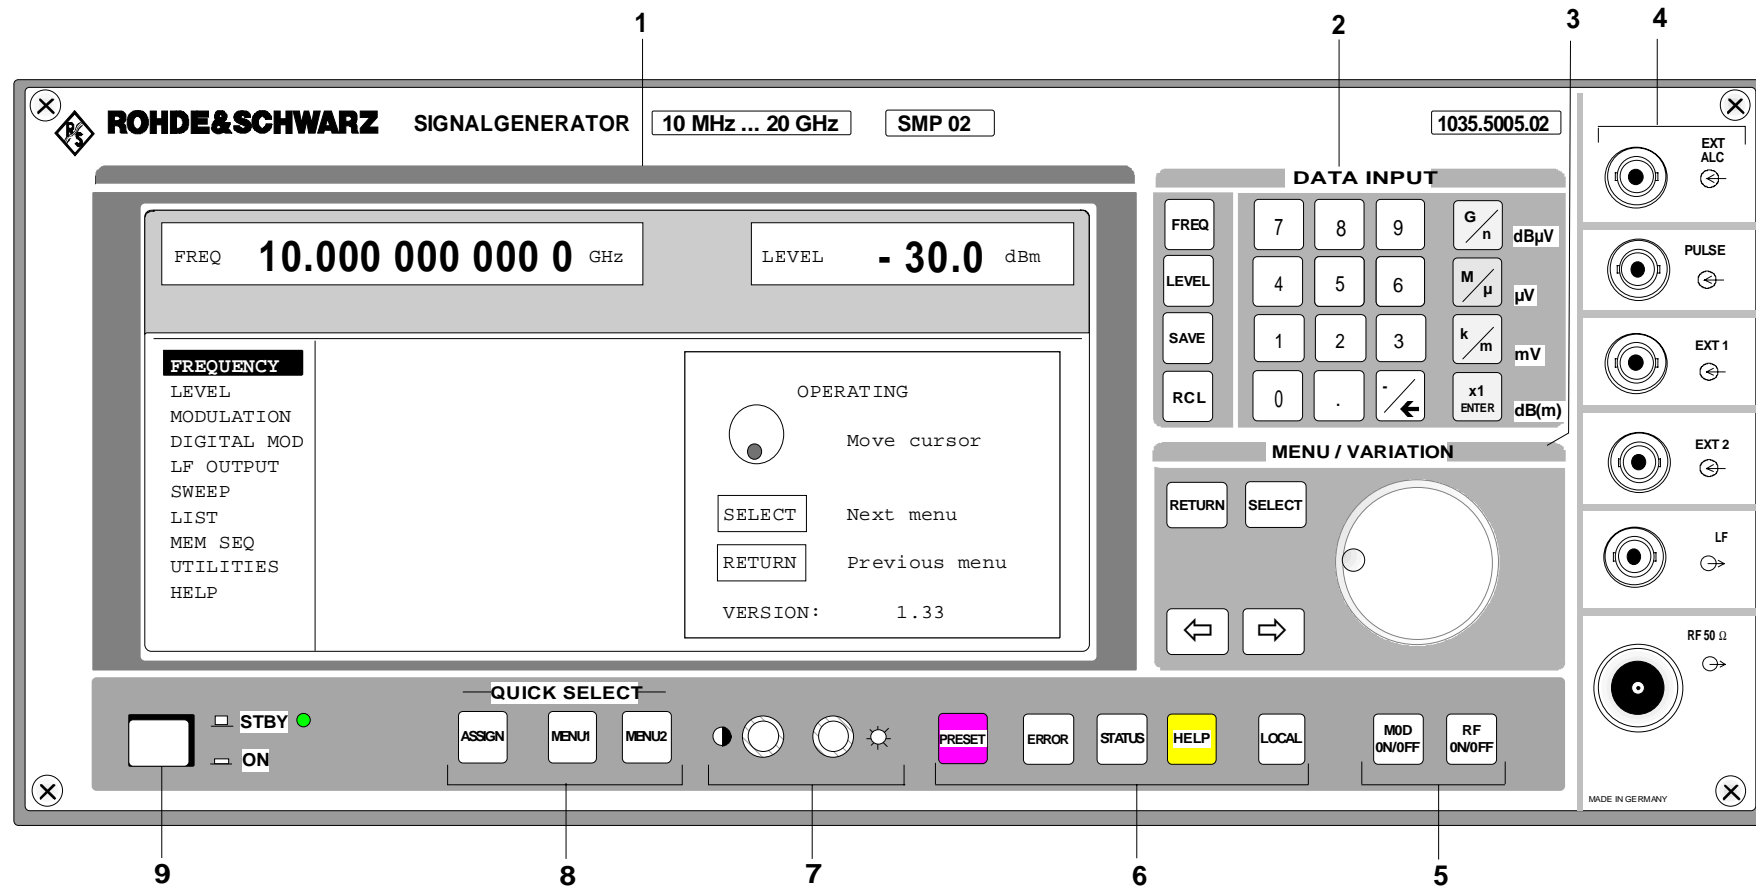 1
2
3
4
ROHDE&SCHWARZ SIGNALGENERATOR 10 MHz ... 20 GHz SMP 02 1035.5005.02
R S
FREQ 10.000 000 000 0 GHz
LEVEL - 30.0 dBm
FREQUENCY
LEVEL
MODULATION
DIGITAL MOD
LF OUTPUT
SWEEP
LIST
MEM SEQ
UTILITIES
HELP
OPERATING
Move cursor
SELECT Next menu
RETURN Previous menu
VERSION: 1.33
DATA INPUT
FREQ 7 8 9 G/n dBµV
LEVEL 4 5 6 M/µ µV
SAVE 1 2 3 k/m mV
RCL 0 . -/← x1 ENTER dB(m)
MENU / VARIATION
RETURN SELECT
⇦ ⇨
EXT
ALC
PULSE
EXT 1
EXT 2
LF
RF 50 Ω
MADE IN GERMANY
STBY
ON
QUICK SELECT
ASSIGN MENU1 MENU2
PRESET ERROR STATUS HELP LOCAL
MOD
ON/OFF
RF
ON/OFF
9
8
7
6
5